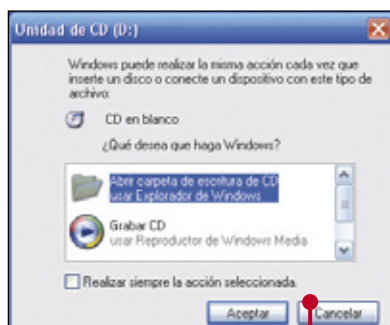 Unidad de CD (D:)
Windows puede realizar la misma acción cada vez que
inserte un disco o conecte un dispositivo con este tipo de
archivo:
CD en blanco
¿Qué desea que haga Windows?
Abrir carpeta de escritura de CD
usar Explorador de Windows
Grabar CD
usar Reproductor de Windows Media
Realizar siempre la acción seleccionada.
Aceptar Cancelar